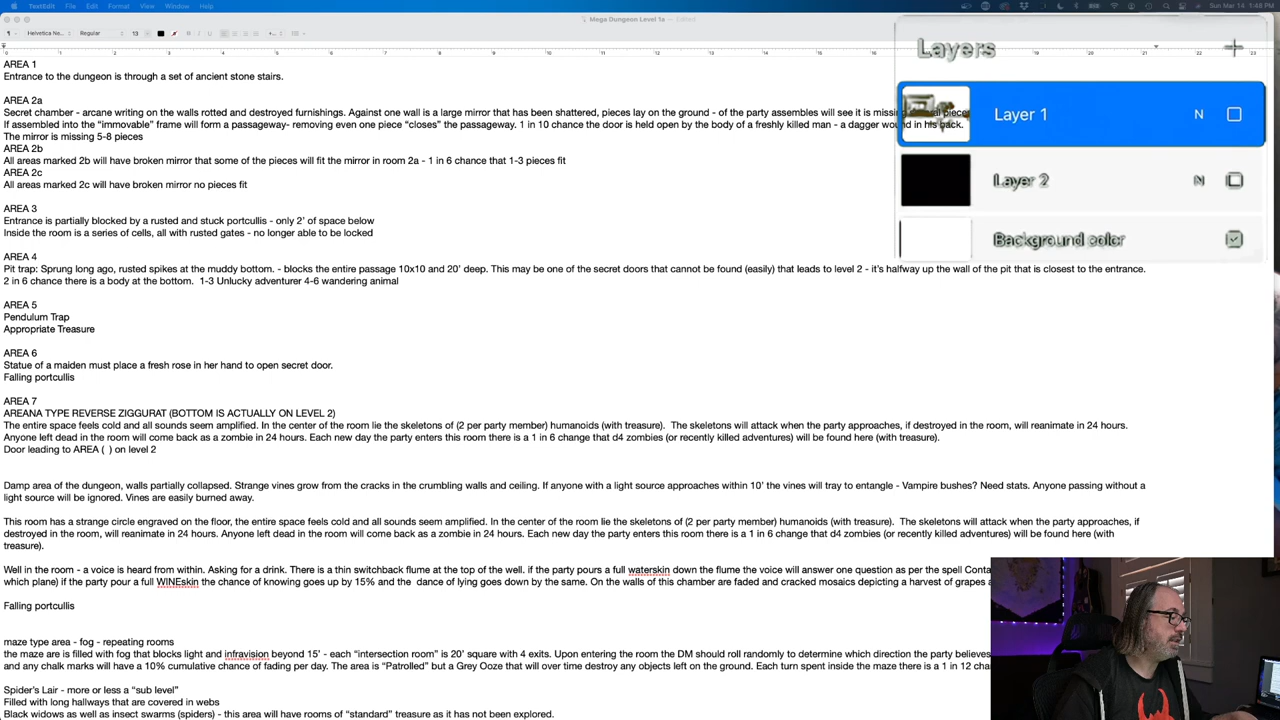 TextEdit File Edit Format View Window Help
Sun Mar 14 1:48 PM
Mega Dungeon Level 1a — Edited
Helvetica Ne... Regular 13 B I U
AREA 1
Entrance to the dungeon is through a set of ancient stone stairs.
AREA 2a
Secret chamber - arcane writing on the walls rotted and destroyed furnishings. Against one wall is a large mirror that has been shattered, pieces lay on the ground - of the party assembles will see it is missing
If assembled into the “immovable” frame will form a passageway- removing even one piece “closes” the passageway. 1 in 10 chance the door is held open by the body of a freshly killed man - a dagger wound in his back.
The mirror is missing 5-8 pieces
AREA 2b
All areas marked 2b will have broken mirror that some of the pieces will fit the mirror in room 2a - 1 in 6 chance that 1-3 pieces fit
AREA 2c
All areas marked 2c will have broken mirror no pieces fit
AREA 3
Entrance is partially blocked by a rusted and stuck portcullis - only 2’ of space below
Inside the room is a series of cells, all with rusted gates - no longer able to be locked
AREA 4
Pit trap: Sprung long ago, rusted spikes at the muddy bottom. - blocks the entire passage 10x10 and 20’ deep. This may be one of the secret doors that cannot be found (easily) that leads to level 2 - it’s halfway up the wall of the pit that is closest to the entrance.
2 in 6 chance there is a body at the bottom. 1-3 Unlucky adventurer 4-6 wandering animal
AREA 5
Pendulum Trap
Appropriate Treasure
AREA 6
Statue of a maiden must place a fresh rose in her hand to open secret door.
Falling portcullis
AREA 7
AREANA TYPE REVERSE ZIGGURAT (BOTTOM IS ACTUALLY ON LEVEL 2)
The entire space feels cold and all sounds seem amplified. In the center of the room lie the skeletons of (2 per party member) humanoids (with treasure). The skeletons will attack when the party approaches, if destroyed in the room, will reanimate in 24 hours.
Anyone left dead in the room will come back as a zombie in 24 hours. Each new day the party enters this room there is a 1 in 6 change that d4 zombies (or recently killed adventures) will be found here (with treasure).
Door leading to AREA ( ) on level 2
Damp area of the dungeon, walls partially collapsed. Strange vines grow from the cracks in the crumbling walls and ceiling. If anyone with a light source approaches within 10’ the vines will tray to entangle - Vampire bushes? Need stats. Anyone passing without a
light source will be ignored. Vines are easily burned away.
This room has a strange circle engraved on the floor, the entire space feels cold and all sounds seem amplified. In the center of the room lie the skeletons of (2 per party member) humanoids (with treasure). The skeletons will attack when the party approaches, if
destroyed in the room, will reanimate in 24 hours. Anyone left dead in the room will come back as a zombie in 24 hours. Each new day the party enters this room there is a 1 in 6 change that d4 zombies (or recently killed adventures) will be found here (with
treasure).
Well in the room - a voice is heard from within. Asking for a drink. There is a thin switchback flume at the top of the well. if the party pours a full waterskin down the flume the voice will answer one question as per the spell Conta
which plane) if the party pour a full WINEskin the chance of knowing goes up by 15% and the dance of lying goes down by the same. On the walls of this chamber are faded and cracked mosaics depicting a harvest of grapes a
Falling portcullis
maze type area - fog - repeating rooms
the maze are is filled with fog that blocks light and infravision beyond 15’ - each “intersection room” is 20’ square with 4 exits. Upon entering the room the DM should roll randomly to determine which direction the party believes
and any chalk marks will have a 10% cumulative chance of fading per day. The area is “Patrolled” but a Grey Ooze that will over time destroy any objects left on the ground. Each turn spent inside the maze there is a 1 in 12 chan
Spider’s Lair - more or less a “sub level”
Filled with long hallways that are covered in webs
Black widows as well as insect swarms (spiders) - this area will have rooms of “standard” treasure as it has not been explored.
Layers
Layer 1 N
Layer 2 N
Background color